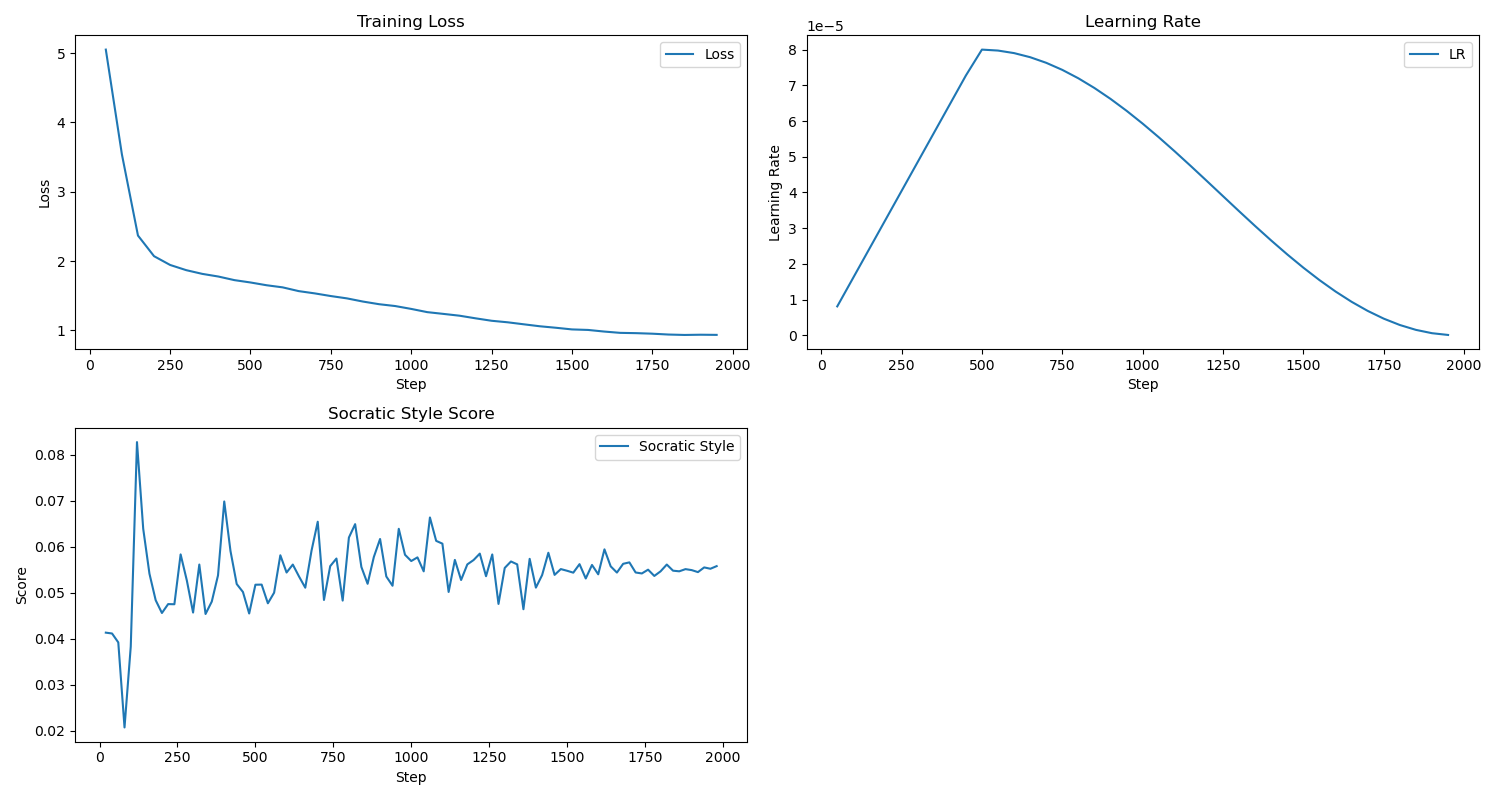 Training Loss
Loss
5
4
3
2
1
0 250 500 750 1000 1250 1500 1750 2000
Step
Loss
Learning Rate
1e−5
LR
8
7
6
5
4
3
2
1
0
0 250 500 750 1000 1250 1500 1750 2000
Step
Learning Rate
Socratic Style Score
Socratic Style
0.08
0.07
0.06
0.05
0.04
0.03
0.02
0 250 500 750 1000 1250 1500 1750 2000
Step
Score